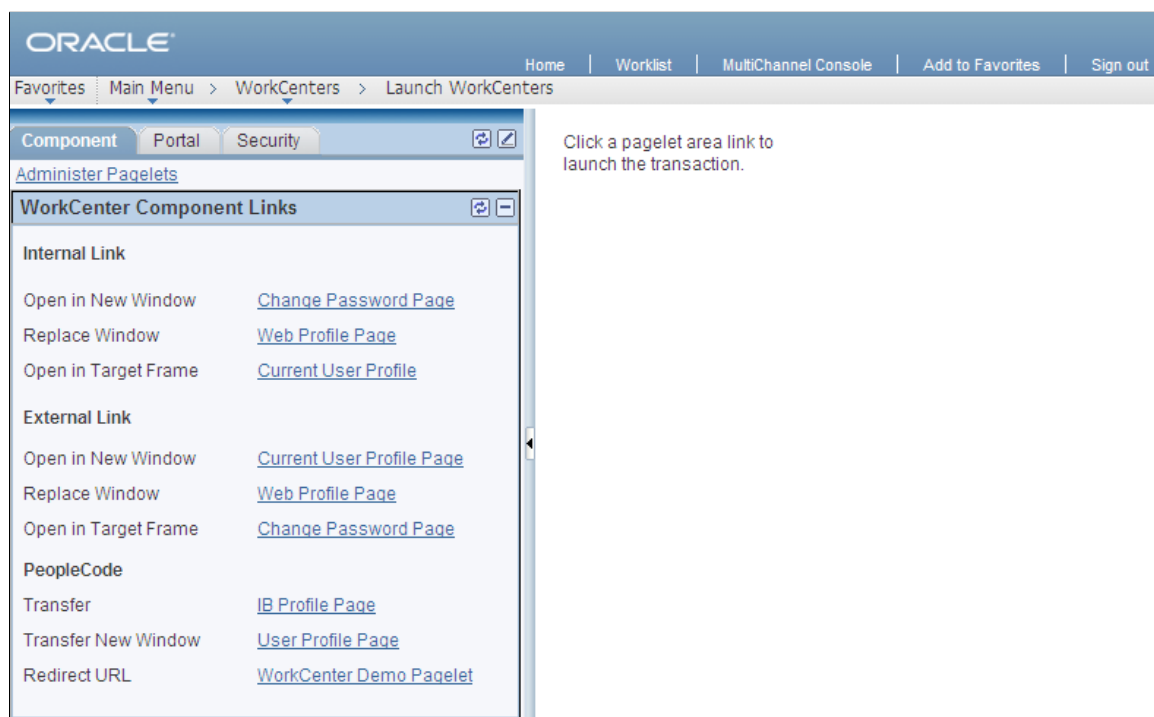 ORACLE
Home | Worklist | MultiChannel Console | Add to Favorites | Sign out
Favorites Main Menu > WorkCenters > Launch WorkCenters
Component Portal Security
Administer Pagelets
WorkCenter Component Links
Internal Link
Open in New Window Change Password Page
Replace Window Web Profile Page
Open in Target Frame Current User Profile
External Link
Open in New Window Current User Profile Page
Replace Window Web Profile Page
Open in Target Frame Change Password Page
PeopleCode
Transfer IB Profile Page
Transfer New Window User Profile Page
Redirect URL WorkCenter Demo Pagelet
Click a pagelet area link to
launch the transaction.